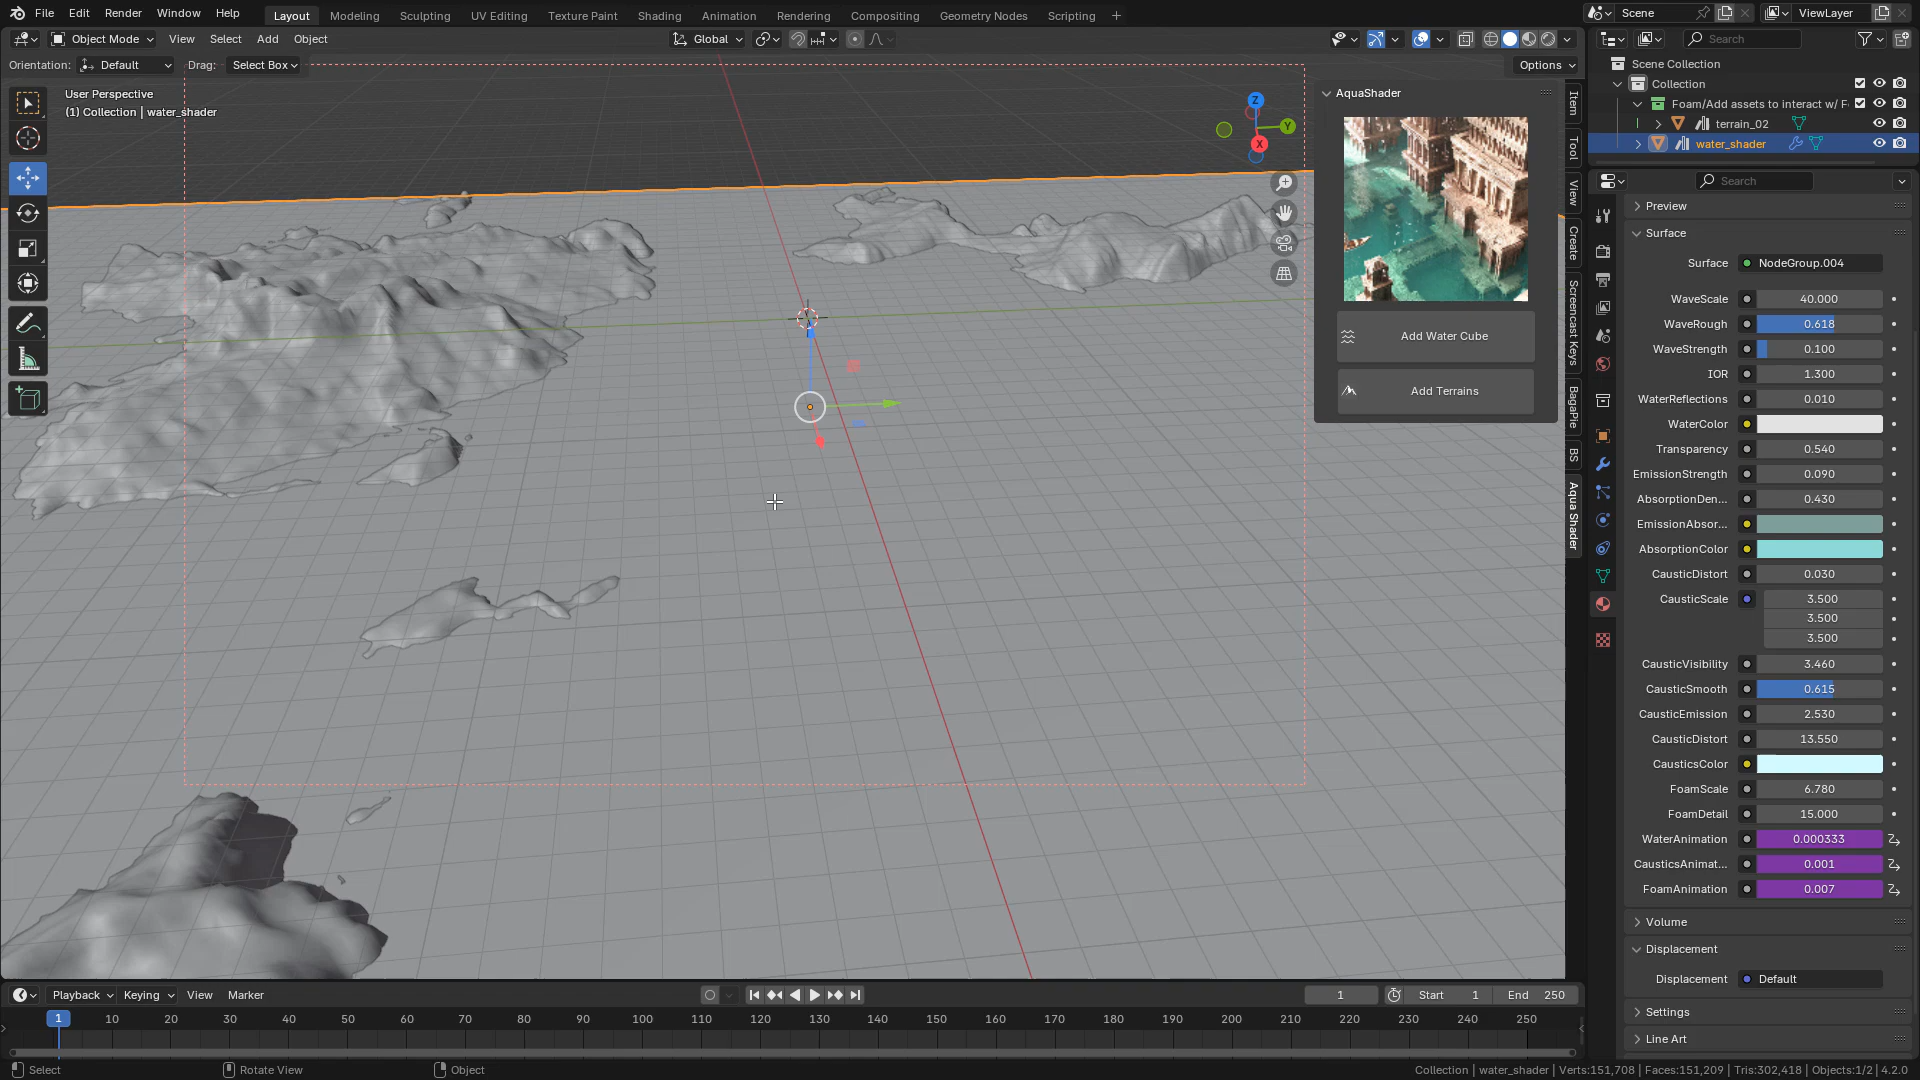 File Edit Render Window Help Layout Modeling Sculpting UV Editing Texture Paint Shading Animation Rendering Compositing Geometry Nodes Scripting + Scene ViewLayer
Object Mode View Select Add Object Global Search
Orientation: Default Drag: Select Box Options
User Perspective
(1) Collection | water_shader
Z
Y
X
AquaShader
Add Water Cube
Add Terrains
Item
Tool
View
Create
Screencast Keys
BagaPie
BS
Aqua Shader
Scene Collection
Collection
Foam/Add assets to interact w/ F
terrain_02
water_shader
Search
Preview
Surface
Surface NodeGroup.004
WaveScale 40.000
WaveRough 0.618
WaveStrength 0.100
IOR 1.300
WaterReflections 0.010
WaterColor
Transparency 0.540
EmissionStrength 0.090
AbsorptionDen... 0.430
EmissionAbsor...
AbsorptionColor
CausticDistort 0.030
CausticScale 3.500
3.500
3.500
CausticVisibility 3.460
CausticSmooth 0.615
CausticEmission 2.530
CausticDistort 13.550
CausticsColor
FoamScale 6.780
FoamDetail 15.000
WaterAnimation 0.000333
CausticsAnimat... 0.001
FoamAnimation 0.007
Volume
Displacement
Displacement Default
Settings
Line Art
Playback Keying View Marker 1 Start 1 End 250
1 10 20 30 40 50 60 70 80 90 100 110 120 130 140 150 160 170 180 190 200 210 220 230 240 250
Select Rotate View Object Collection | water_shader | Verts:151,708 | Faces:151,209 | Tris:302,418 | Objects:1/2 | 4.2.0